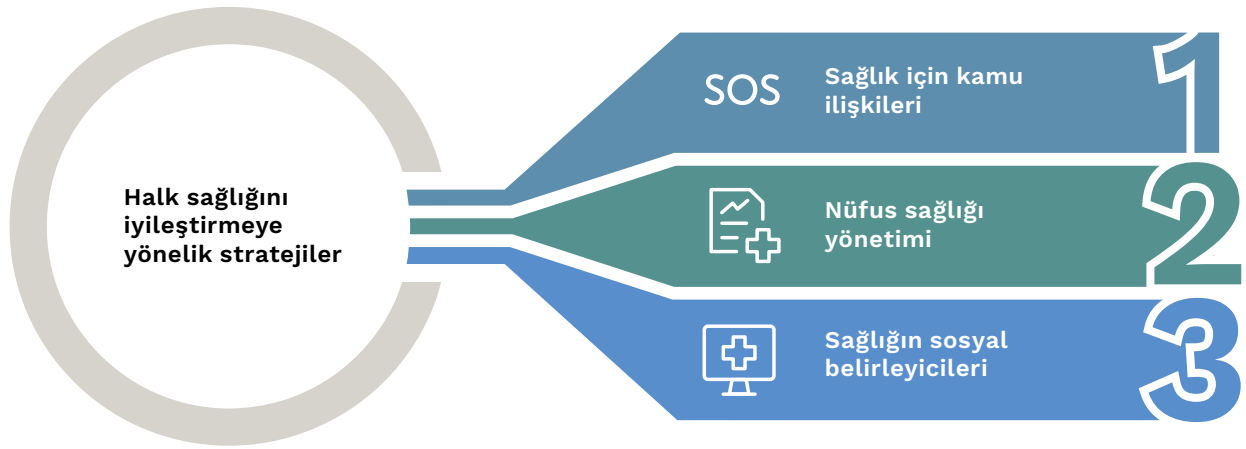 Halk sağlığını
iyileştirmeye
yönelik stratejiler
SOS
Sağlık için kamu
ilişkileri
1
Nüfus sağlığı
yönetimi
2
Sağlığın sosyal
belirleyicileri
3